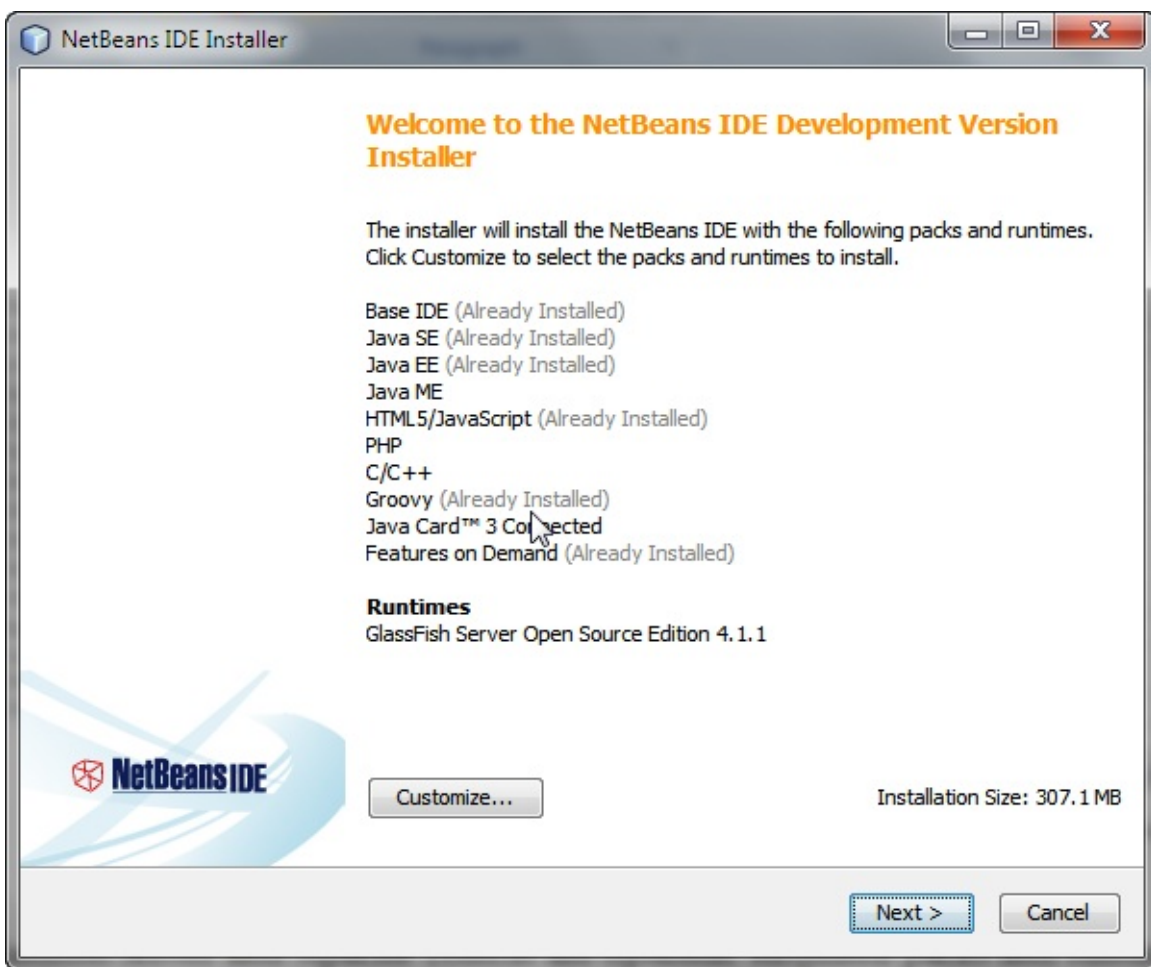 NetBeans IDE Installer
Welcome to the NetBeans IDE Development Version
Installer
The installer will install the NetBeans IDE with the following packs and runtimes.
Click Customize to select the packs and runtimes to install.
Base IDE (Already Installed)
Java SE (Already Installed)
Java EE (Already Installed)
Java ME
HTML5/JavaScript (Already Installed)
PHP
C/C++
Groovy (Already Installed)
Java Card™ 3 Connected
Features on Demand (Already Installed)
Runtimes
GlassFish Server Open Source Edition 4.1.1
NetBeans IDE
Customize...
Installation Size: 307.1 MB
Next >
Cancel